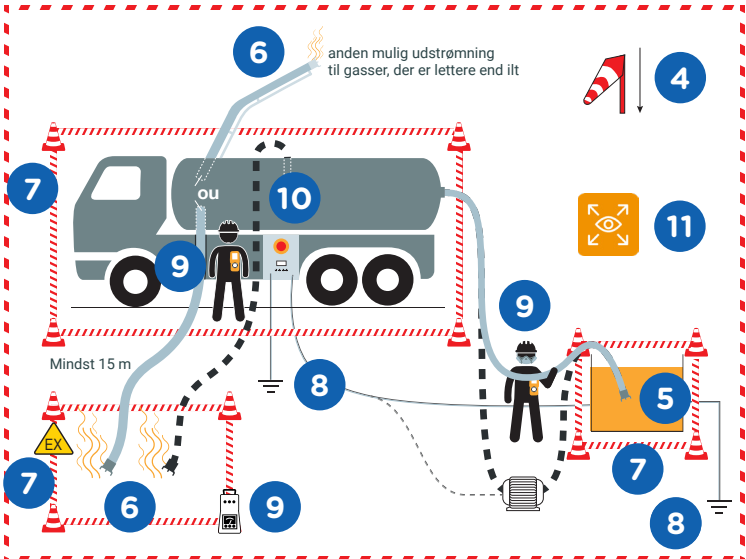 6
anden mulig udstrømning
til gasser, der er lettere end ilt
4
7
ou
10
11
9
9
Mindst 15 m
8
5
EX
7
6
9
7
8